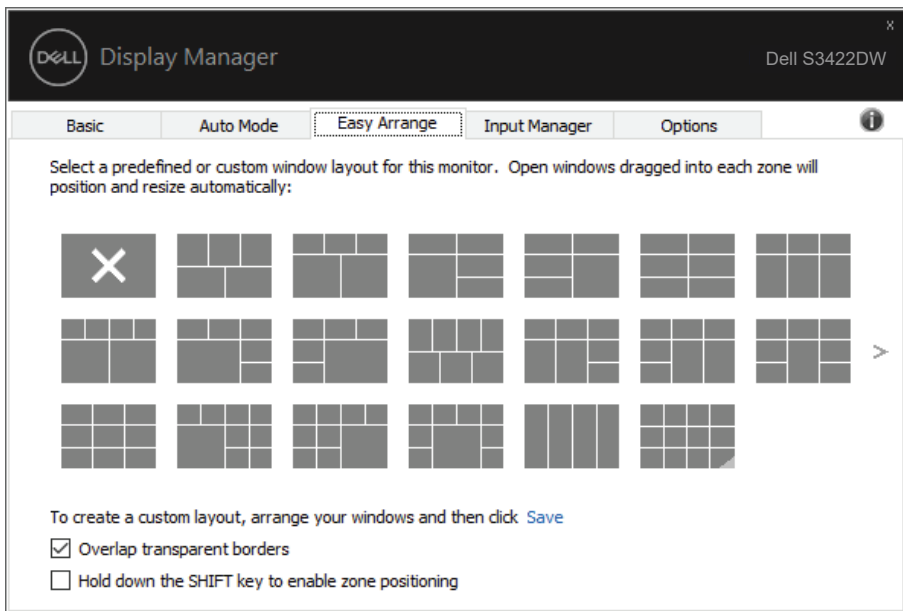 x
DELL Display Manager
Dell S3422DW
Basic Auto Mode Easy Arrange Input Manager Options
Select a predefined or custom window layout for this monitor. Open windows dragged into each zone will
position and resize automatically:
>
To create a custom layout, arrange your windows and then click Save
Overlap transparent borders
Hold down the SHIFT key to enable zone positioning